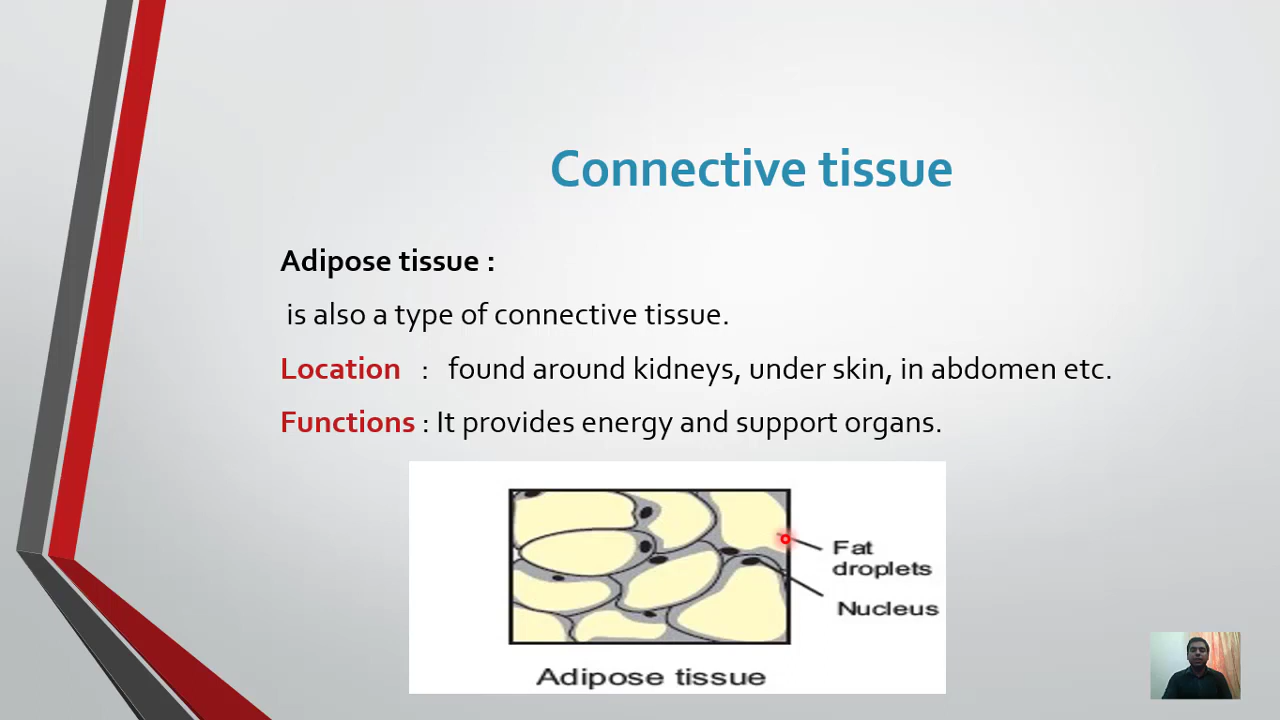 Connective tissue
Adipose tissue :
is also a type of connective tissue.
Location : found around kidneys, under skin, in abdomen etc.
Functions : It provides energy and support organs.
Fat
droplets
Nucleus
Adipose tissue